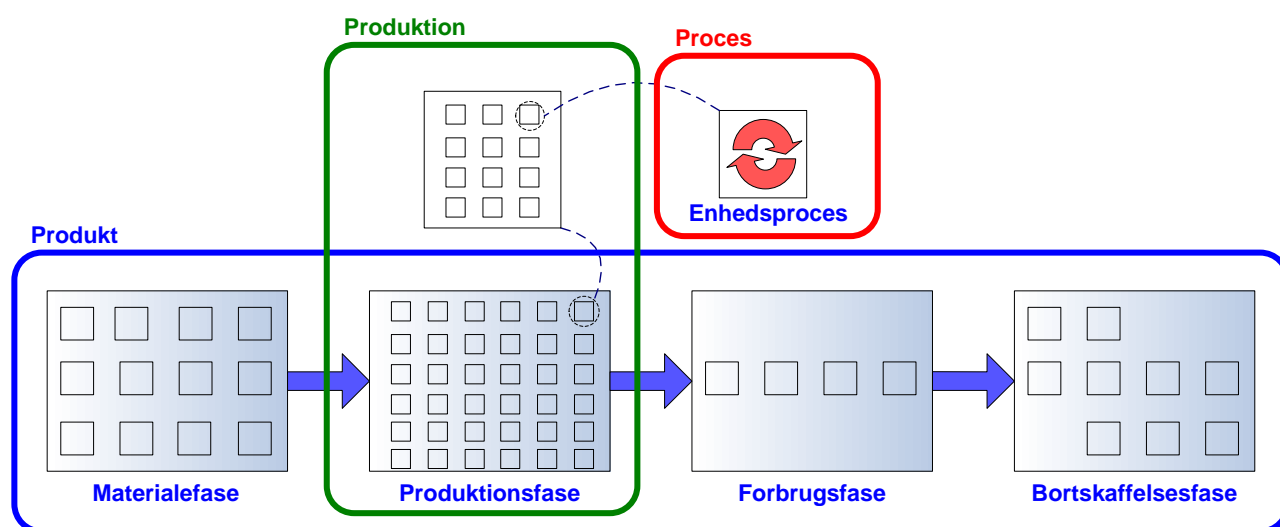 Produktion
Proces
Enhedsproces
Produkt
Materialefase
Produktionsfase
Forbrugsfase
Bortskaffelsesfase